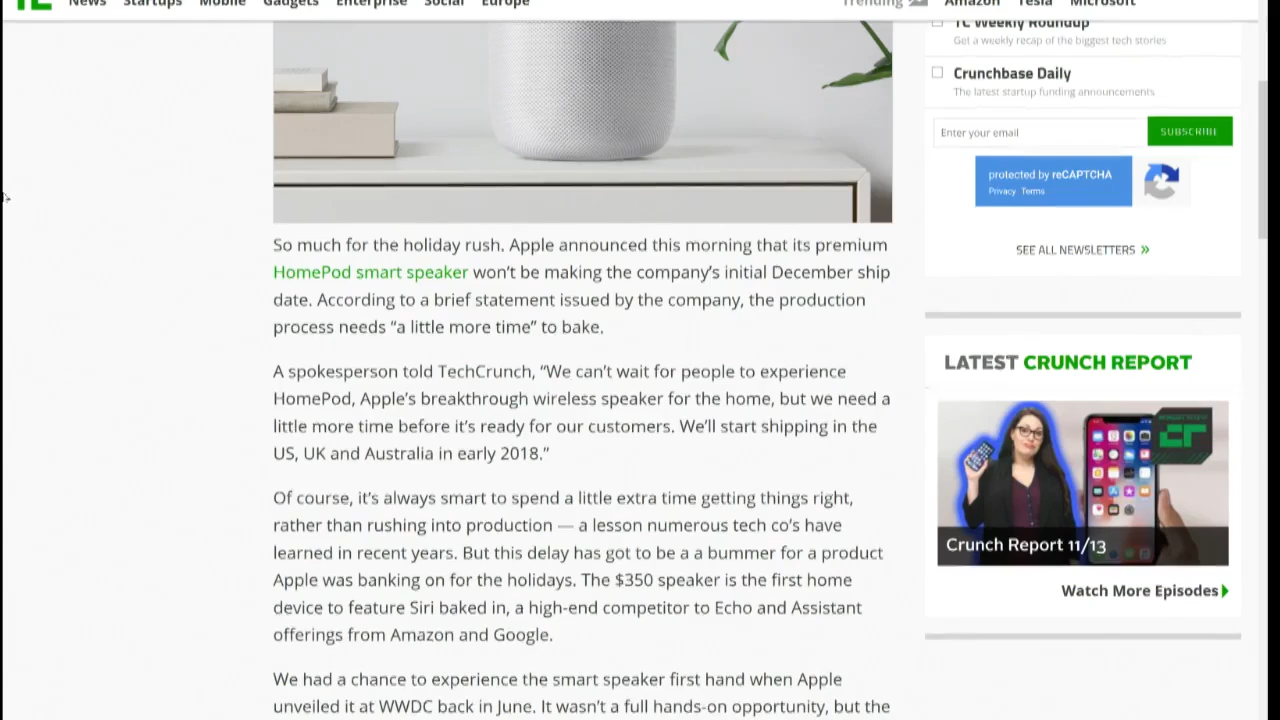 News Startups Mobile Gadgets Enterprise Social Europe Trending Amazon Tesla Microsoft
TC Weekly Roundup
Get a weekly recap of the biggest tech stories
Crunchbase Daily
The latest startup funding announcements
Enter your email SUBSCRIBE
protected by reCAPTCHA
Privacy Terms
SEE ALL NEWSLETTERS »
So much for the holiday rush. Apple announced this morning that its premium
HomePod smart speaker won’t be making the company’s initial December ship
date. According to a brief statement issued by the company, the production
process needs “a little more time” to bake.
A spokesperson told TechCrunch, “We can’t wait for people to experience
HomePod, Apple’s breakthrough wireless speaker for the home, but we need a
little more time before it’s ready for our customers. We’ll start shipping in the
US, UK and Australia in early 2018.”
Of course, it’s always smart to spend a little extra time getting things right,
rather than rushing into production — a lesson numerous tech co’s have
learned in recent years. But this delay has got to be a a bummer for a product
Apple was banking on for the holidays. The $350 speaker is the first home
device to feature Siri baked in, a high-end competitor to Echo and Assistant
offerings from Amazon and Google.
We had a chance to experience the smart speaker first hand when Apple
unveiled it at WWDC back in June. It wasn’t a full hands-on opportunity, but the
LATEST CRUNCH REPORT
Crunch Report 11/13
Watch More Episodes